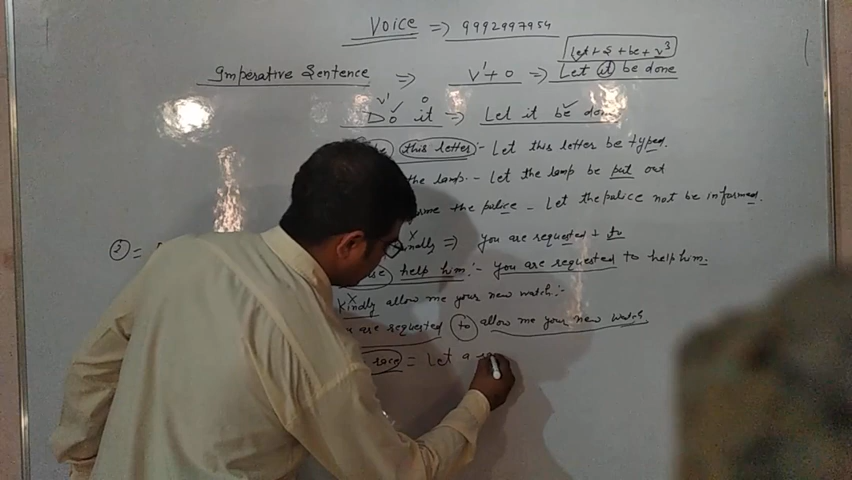 Voice => 9992997954
Let + S + be + V³
Imperative Sentence => V¹ + O => Let it be done
V¹ O
Do it => Let it be done
this letter :- Let this letter be typed.
the lamp - Let the lamp be put out
the police - Let the police not be informed.
2 =
kindly => you are requested + to
help him :- you are requested to help him.
Kindly allow me your new watch :-
are requested to allow me your new watch.
race = Let a